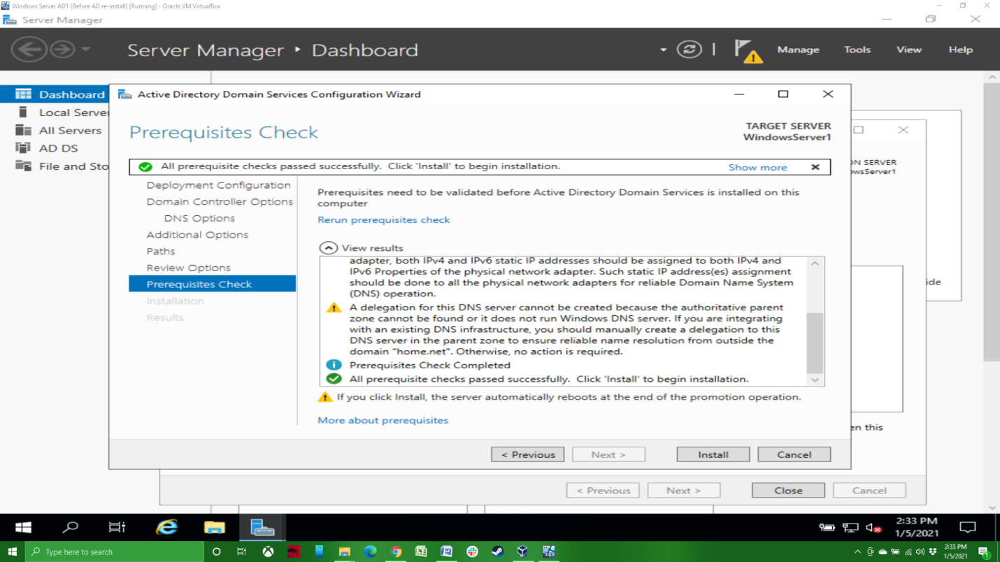 Windows Server AD1 (Before AD re-install) [Running] - Oracle VM VirtualBox
Server Manager
Server Manager ‣ Dashboard
Manage
Tools
View
Help
Dashboard
Local Server
All Servers
AD DS
File and Sto
Active Directory Domain Services Configuration Wizard
Prerequisites Check
TARGET SERVER
WindowsServer1
All prerequisite checks passed successfully.  Click 'Install' to begin installation.
Show more
Deployment Configuration
Domain Controller Options
DNS Options
Additional Options
Paths
Review Options
Prerequisites Check
Installation
Results
Prerequisites need to be validated before Active Directory Domain Services is installed on this
computer
Rerun prerequisites check
View results
adapter, both IPv4 and IPv6 static IP addresses should be assigned to both IPv4 and
IPv6 Properties of the physical network adapter. Such static IP address(es) assignment
should be done to all the physical network adapters for reliable Domain Name System
(DNS) operation.
A delegation for this DNS server cannot be created because the authoritative parent
zone cannot be found or it does not run Windows DNS server. If you are integrating
with an existing DNS infrastructure, you should manually create a delegation to this
DNS server in the parent zone to ensure reliable name resolution from outside the
domain "home.net". Otherwise, no action is required.
Prerequisites Check Completed
All prerequisite checks passed successfully.  Click 'Install' to begin installation.
If you click Install, the server automatically reboots at the end of the promotion operation.
More about prerequisites
< Previous
Next >
Install
Cancel
ON SERVER
owsServer1
ide
en this
< Previous
Next >
Close
Cancel
2:33 PM
1/5/2021
Type here to search
2:33 PM
1/5/2021